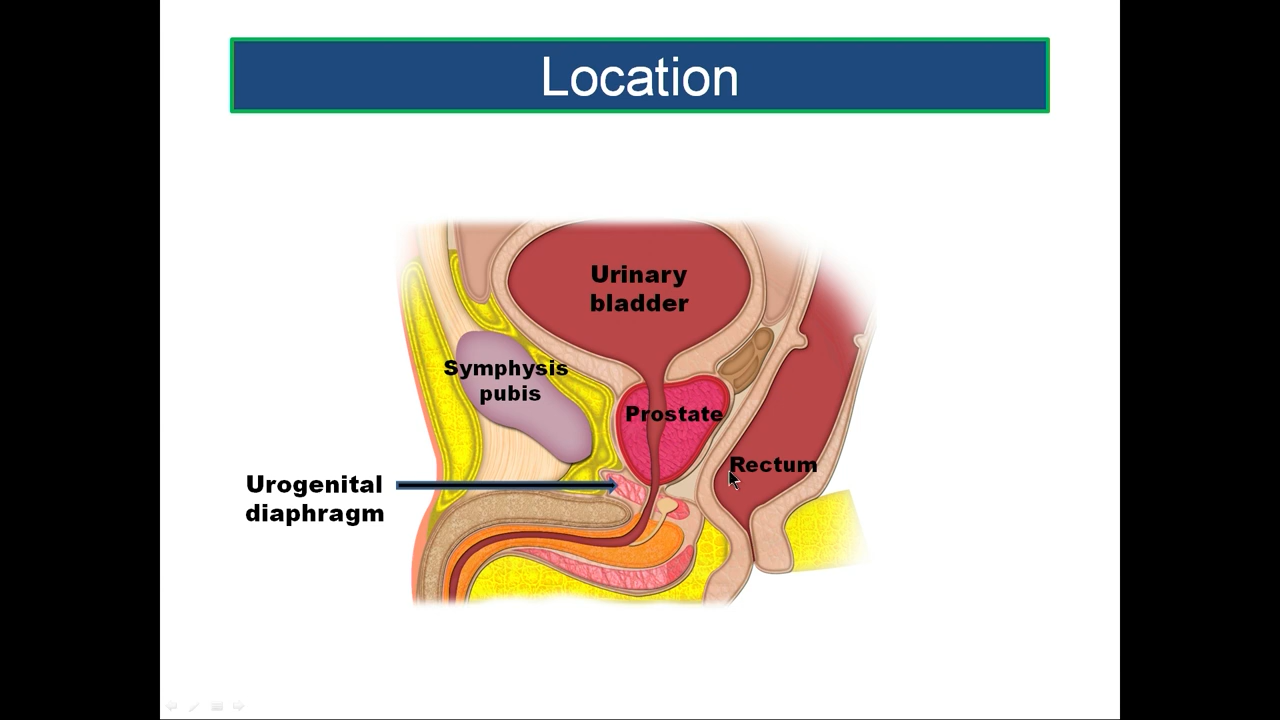 Location
Urinary
bladder
Symphysis
pubis
Prostate
Rectum
Urogenital
diaphragm